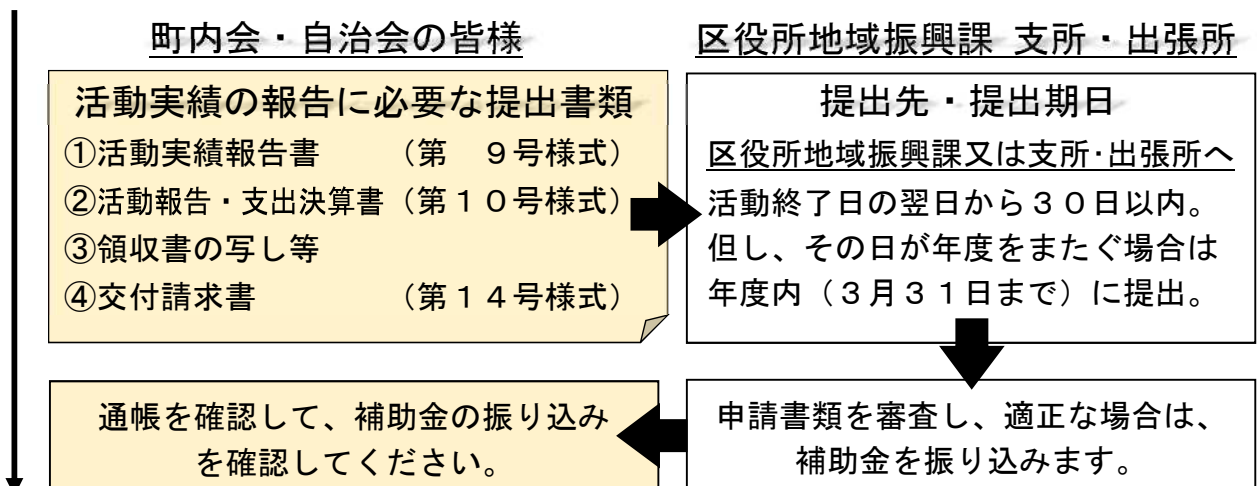 町内会・自治会の皆様
活動実績の報告に必要な提出書類
①活動実績報告書　　（第　９号様式）
②活動報告・支出決算書（第１０号様式）
③領収書の写し等
④交付請求書　　　　（第１４号様式）
区役所地域振興課 支所・出張所
提出先・提出期日
区役所地域振興課又は支所･出張所へ
活動終了日の翌日から３０日以内。
但し、その日が年度をまたぐ場合は
年度内（３月３１日まで）に提出。
申請書類を審査し、適正な場合は、
補助金を振り込みます。
通帳を確認して、補助金の振り込み
を確認してください。